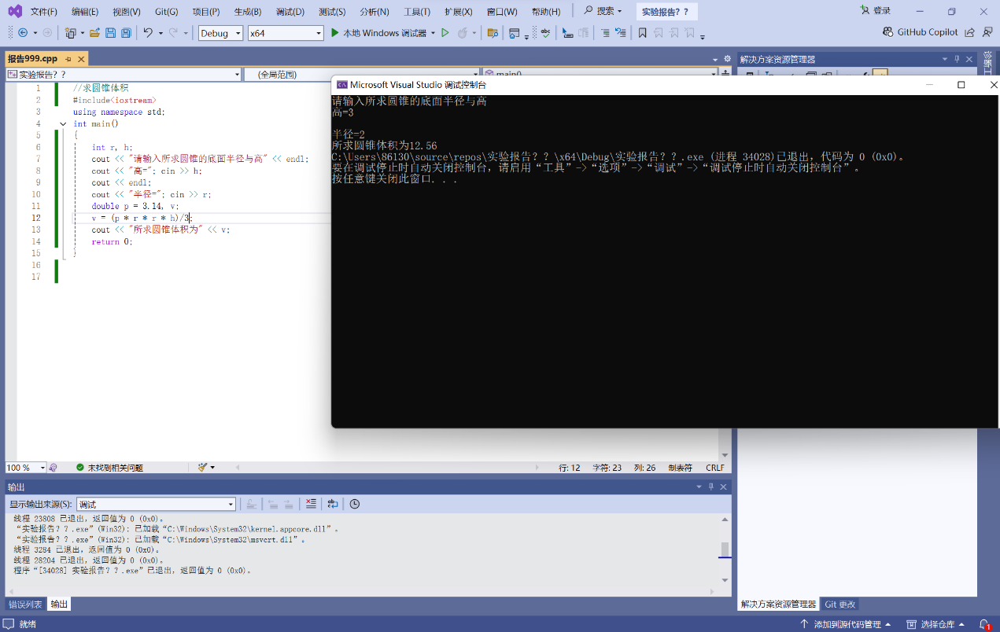 文件(F) 编辑(E) 视图(V) Git(G) 项目(P) 生成(B) 调试(D) 测试(S) 分析(N) 工具(T) 扩展(X) 窗口(W) 帮助(H) 搜索 实验报告？？ 登录
Debug x64 本地 Windows 调试器 GitHub Copilot
报告999.cpp
实验报告？？ (全局范围) main()
1 //求圆锥体积
2 #include<iostream>
3 using namespace std;
4 int main()
5 {
6 int r, h;
7 cout << "请输入所求圆锥的底面半径与高" << endl;
8 cout << "高="; cin >> h;
9 cout << endl;
10 cout << "半径="; cin >> r;
11 double p = 3.14, v;
12 v = (p * r * r * h)/3;
13 cout << "所求圆锥体积为" << v;
14 return 0;
15 }
16
17
Microsoft Visual Studio 调试控制台
请输入所求圆锥的底面半径与高
高=3
半径=2
所求圆锥体积为12.56
C:\Users\86130\source\repos\实验报告？？\x64\Debug\实验报告？？.exe (进程 34028)已退出，代码为 0 (0x0)。
要在调试停止时自动关闭控制台，请启用“工具”->“选项”->“调试”->“调试停止时自动关闭控制台”。
按任意键关闭此窗口. . .
解决方案资源管理器
诊断工
100 % 未找到相关问题 行: 12 字符: 23 列: 26 制表符 CRLF
输出
显示输出来源(S): 调试
线程 23808 已退出，返回值为 0 (0x0)。
“实验报告？？.exe”(Win32): 已加载“C:\Windows\System32\kernel.appcore.dll”。
“实验报告？？.exe”(Win32): 已加载“C:\Windows\System32\msvcrt.dll”。
线程 3284 已退出，返回值为 0 (0x0)。
线程 28204 已退出，返回值为 0 (0x0)。
程序“[34028] 实验报告？？.exe”已退出，返回值为 0 (0x0)。
错误列表 输出
解决方案资源管理器 Git 更改
就绪 添加到源代码管理 选择仓库 1